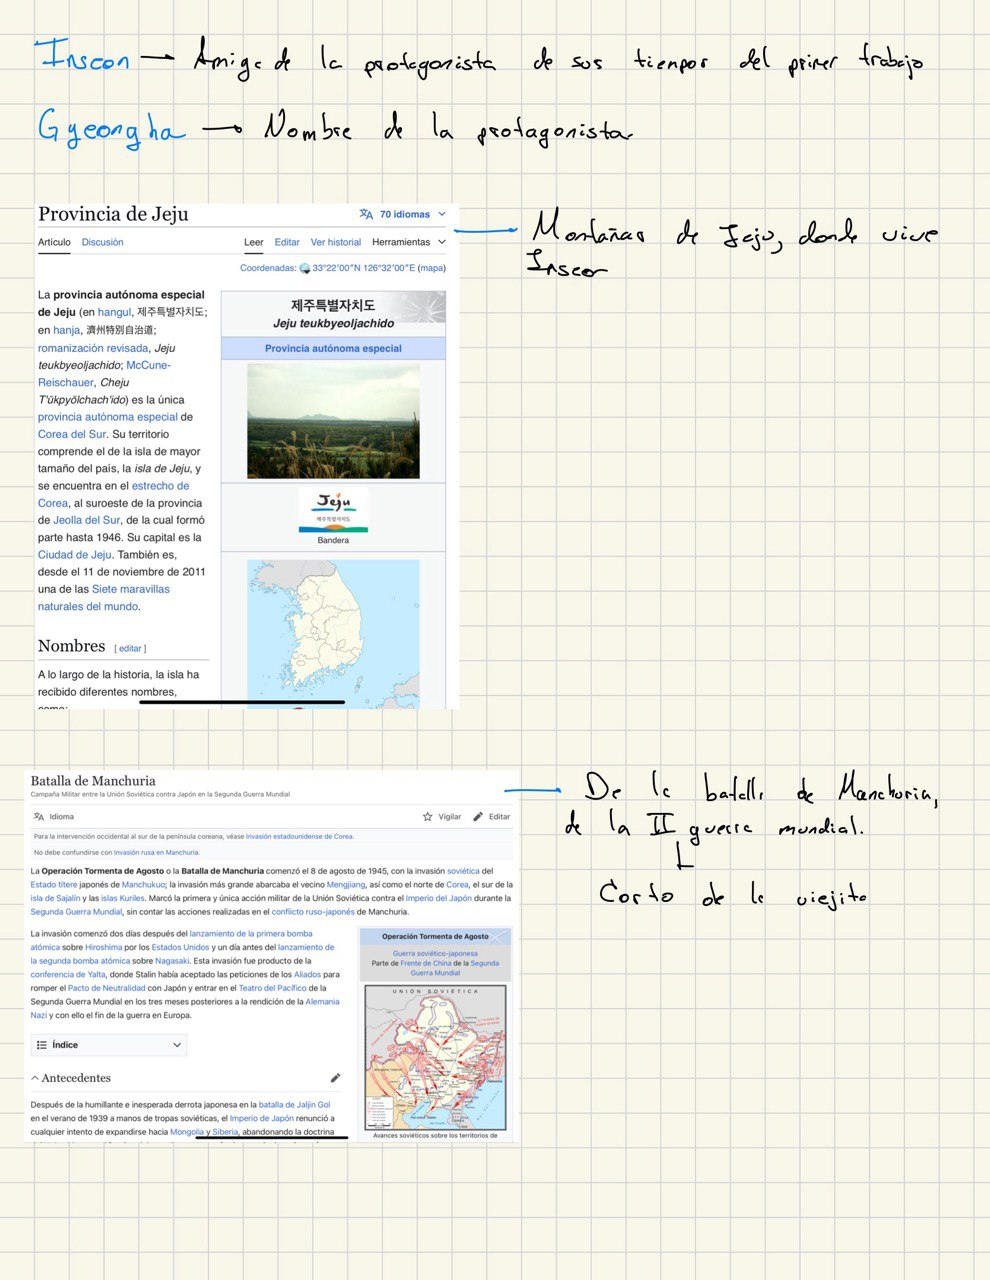 Inseon → Amiga de la protagonista de sus tiempos del primer trabajo
Gyeongha → Nombre de la protagonista
Provincia de Jeju
70 idiomas
Artículo Discusión Leer Editar Ver historial Herramientas
Coordenadas: 33°22′00″N 126°32′00″E (mapa)
La provincia autónoma especial
de Jeju (en hangul, 제주특별자치도;
en hanja, 濟州特別自治道;
romanización revisada, Jeju
teukbyeoljachido; McCune-
Reischauer, Cheju
T'ŭkpyŏlchach'ido) es la única
provincia autónoma especial de
Corea del Sur. Su territorio
comprende el de la isla de mayor
tamaño del país, la isla de Jeju, y
se encuentra en el estrecho de
Corea, al suroeste de la provincia
de Jeolla del Sur, de la cual formó
parte hasta 1946. Su capital es la
Ciudad de Jeju. También es,
desde el 11 de noviembre de 2011
una de las Siete maravillas
naturales del mundo.
Nombres [ editar ]
A lo largo de la historia, la isla ha
recibido diferentes nombres,
como:
제주특별자치도
Jeju teukbyeoljachido
Provincia autónoma especial
Jeju
제주특별자치도
Bandera
Montañas de Jeju, donde vive
Inseon
Batalla de Manchuria
Campaña Militar entre la Unión Soviética contra Japón en la Segunda Guerra Mundial
Idioma Vigilar Editar
Para la intervención occidental al sur de la península coreana, véase Invasión estadounidense de Corea.
No debe confundirse con Invasión rusa en Manchuria.
La Operación Tormenta de Agosto o la Batalla de Manchuria comenzó el 8 de agosto de 1945, con la invasión soviética del
Estado títere japonés de Manchukuo; la invasión más grande abarcaba el vecino Mengjiang, así como el norte de Corea, el sur de la
isla de Sajalín y las islas Kuriles. Marcó la primera y única acción militar de la Unión Soviética contra el Imperio del Japón durante la
Segunda Guerra Mundial, sin contar las acciones realizadas en el conflicto ruso-japonés de Manchuria.
La invasión comenzó dos días después del lanzamiento de la primera bomba
atómica sobre Hiroshima por los Estados Unidos y un día antes del lanzamiento de
la segunda bomba atómica sobre Nagasaki. Esta invasión fue producto de la
conferencia de Yalta, donde Stalin había aceptado las peticiones de los Aliados para
romper el Pacto de Neutralidad con Japón y entrar en el Teatro del Pacífico de la
Segunda Guerra Mundial en los tres meses posteriores a la rendición de la Alemania
Nazi y con ello el fin de la guerra en Europa.
Índice
Antecedentes
Después de la humillante e inesperada derrota japonesa en la batalla de Jaljin Gol
en el verano de 1939 a manos de tropas soviéticas, el Imperio de Japón renunció a
cualquier intento de expandirse hacia Mongolia y Siberia, abandonando la doctrina
Operación Tormenta de Agosto
Guerra soviético-japonesa
Parte de Frente de China de la Segunda
Guerra Mundial
UNIÓN SOVIÉTICA
Avances soviéticos sobre los territorios de
De la batalla de Manchuria,
de la II guerra mundial.
Corto de la viejita